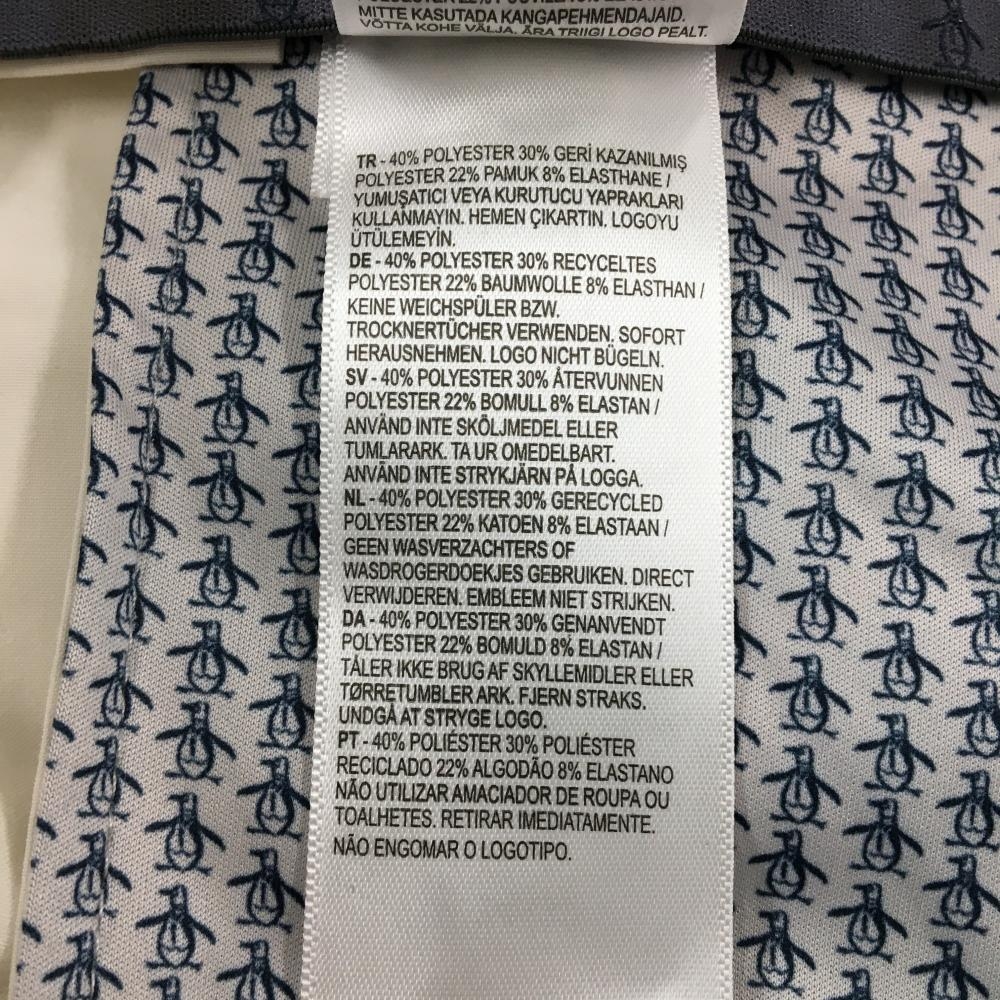 MITTE KASUTADA KANGAPEHMENDAJAID.
VÕTTA KOHE VÄLJA. ÄRA TRIIGI LOGO PEALT.
TR - 40% POLYESTER 30% GERİ KAZANILMIŞ
POLYESTER 22% PAMUK 8% ELASTHANE /
YUMUŞATICI VEYA KURUTUCU YAPRAKLARI
KULLANMAYIN. HEMEN ÇIKARTIN. LOGOYU
ÜTÜLEMEYİN.
DE - 40% POLYESTER 30% RECYCELTES
POLYESTER 22% BAUMWOLLE 8% ELASTHAN /
KEINE WEICHSPÜLER BZW.
TROCKNERTÜCHER VERWENDEN. SOFORT
HERAUSNEHMEN. LOGO NICHT BÜGELN.
SV - 40% POLYESTER 30% ÅTERVUNNEN
POLYESTER 22% BOMULL 8% ELASTAN /
ANVÄND INTE SKÖLJMEDEL ELLER
TUMLARARK. TA UR OMEDELBART.
ANVÄND INTE STRYKJÄRN PÅ LOGGA.
NL - 40% POLYESTER 30% GERECYCLED
POLYESTER 22% KATOEN 8% ELASTAAN /
GEEN WASVERZACHTERS OF
WASDROGERDOEKJES GEBRUIKEN. DIRECT
VERWIJDEREN. EMBLEEM NIET STRIJKEN.
DA - 40% POLYESTER 30% GENANVENDT
POLYESTER 22% BOMULD 8% ELASTAN /
TÅLER IKKE BRUG AF SKYLLEMIDLER ELLER
TØRRETUMBLER ARK. FJERN STRAKS.
UNDGÅ AT STRYGE LOGO.
PT - 40% POLIÉSTER 30% POLIÉSTER
RECICLADO 22% ALGODÃO 8% ELASTANO
NÃO UTILIZAR AMACIADOR DE ROUPA OU
TOALHETES. RETIRAR IMEDIATAMENTE.
NÃO ENGOMAR O LOGOTIPO.